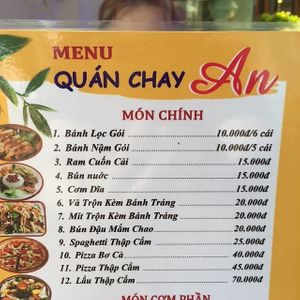 MENU
QUÁN CHAY An
MÓN CHÍNH
1. Bánh Lọc Gói 10.000đ/6 cái
2. Bánh Nậm Gói 10.000đ/5 cái
3. Ram Cuốn Cải 15.000đ
4. Bún nước 15.000đ
5. Cơm Dĩa 15.000đ
6. Vả Trộn Kèm Bánh Tráng 20.000đ
7. Mít Trộn Kèm Bánh Tráng 20.000đ
8. Bún Đậu Mắm Chao 20.000đ
9. Spaghetti Thập Cẩm 25.000đ
10. Pizza Bơ Cà 40.000đ
11. Pizza Thập Cẩm 45.000đ
12. Lẩu Thập Cẩm 70.000đ
MÓN CƠM PHẦN